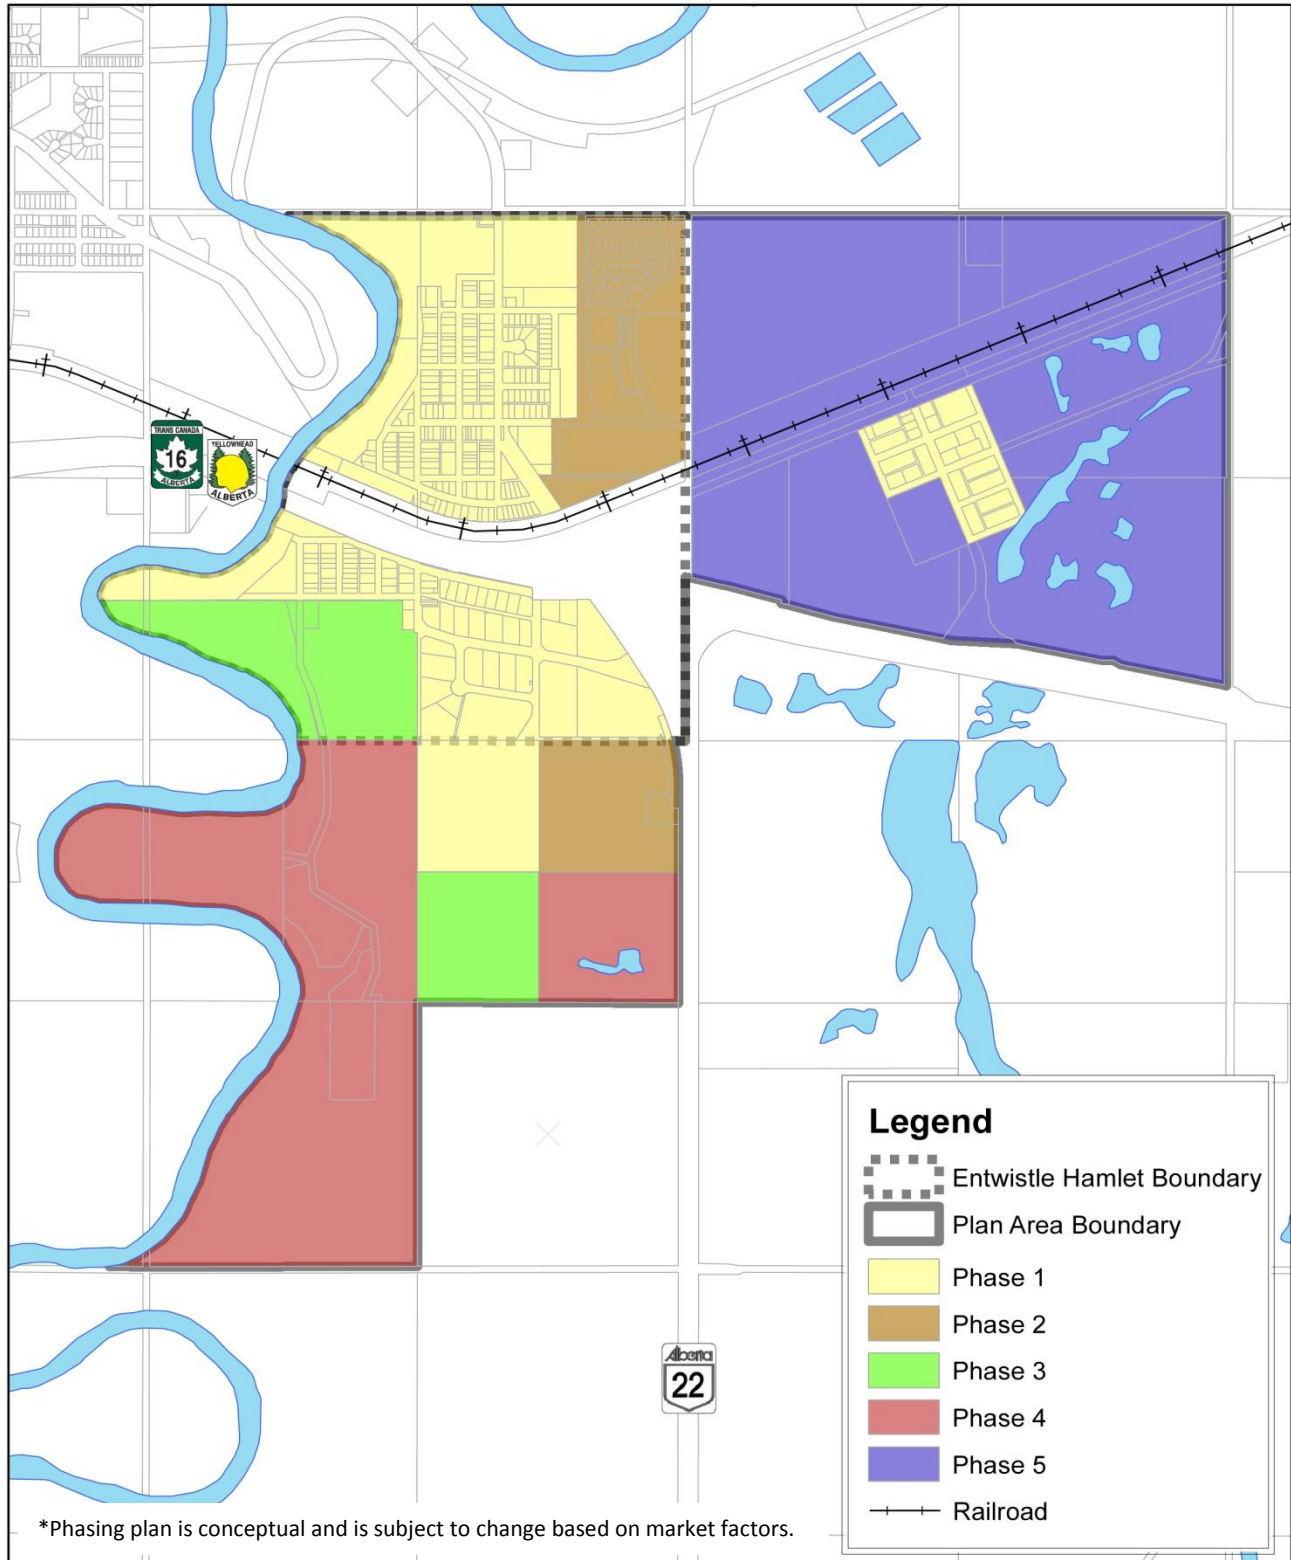 TRANS CANADA
16
ALBERTA
YELLOWHEAD
ALBERTA
Legend
Entwistle Hamlet Boundary
Plan Area Boundary
Phase 1
Phase 2
Phase 3
Phase 4
Phase 5
Railroad
Alberta
22
*Phasing plan is conceptual and is subject to change based on market factors.